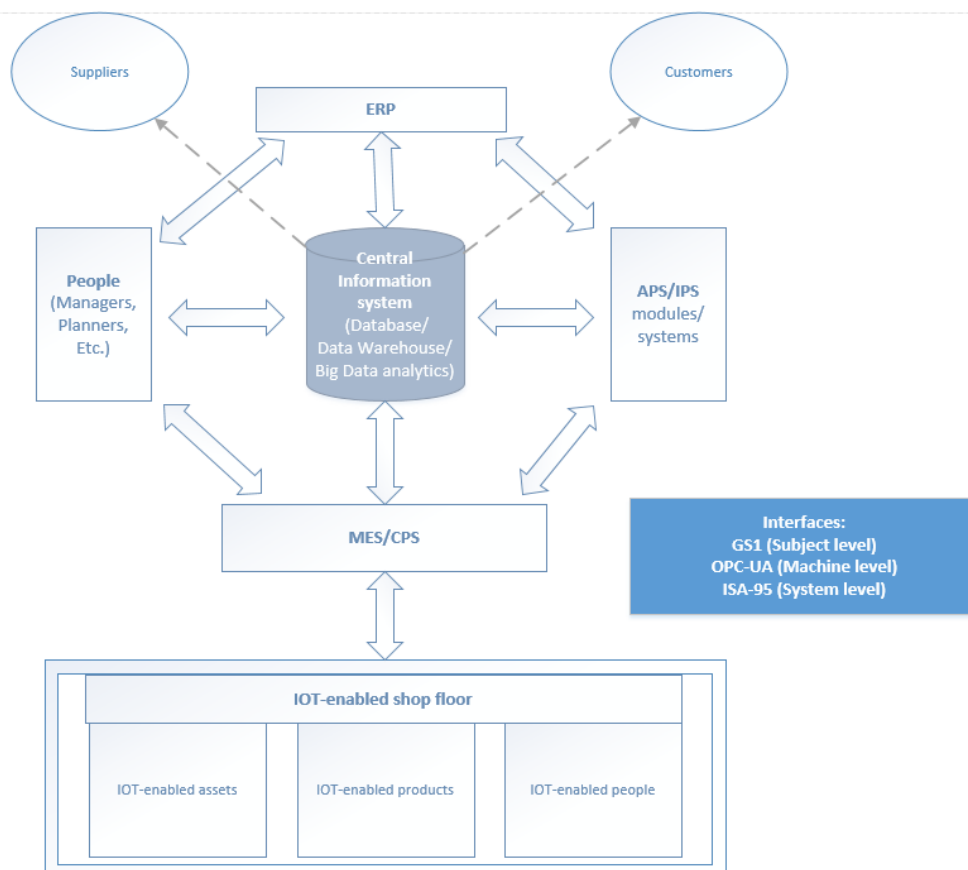 Suppliers
Customers
ERP
People
(Managers,
Planners,
Etc.)
Central
Information
system
(Database/
Data Warehouse/
Big Data analytics)
APS/IPS
modules/
systems
MES/CPS
Interfaces:
GS1 (Subject level)
OPC-UA (Machine level)
ISA-95 (System level)
IOT-enabled shop floor
IOT-enabled assets
IOT-enabled products
IOT-enabled people